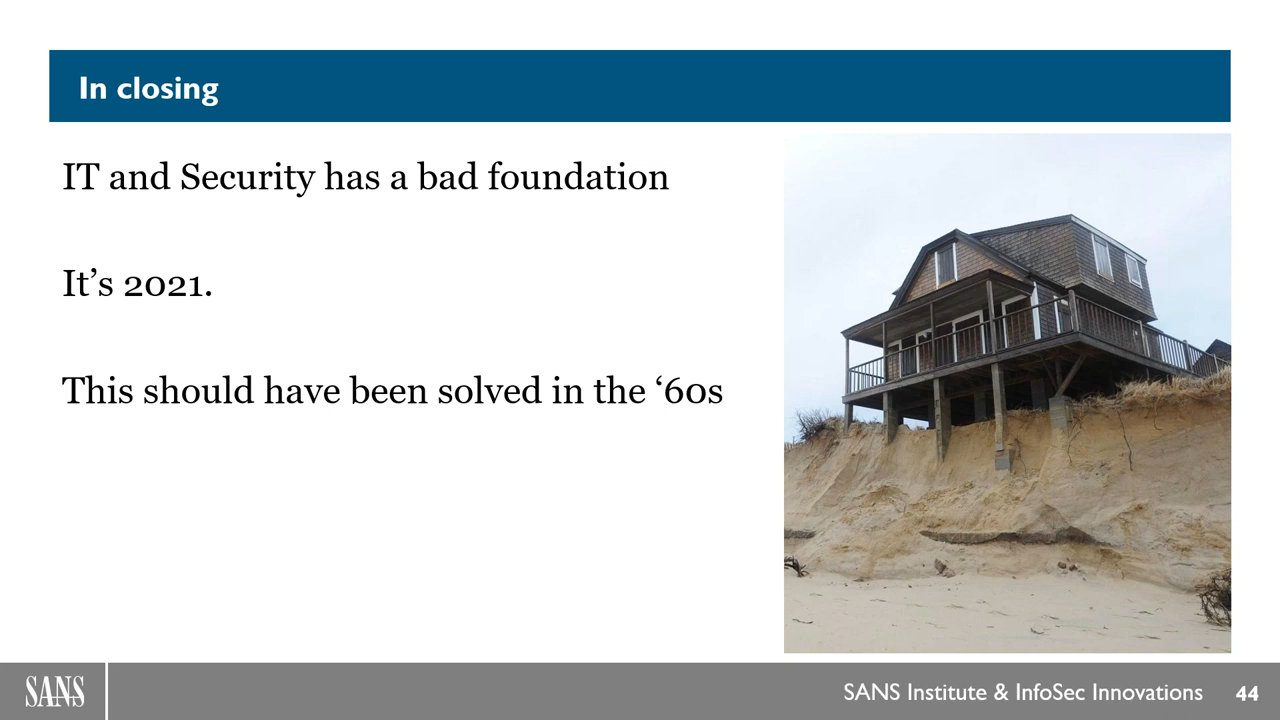 In closing
IT and Security has a bad foundation
It’s 2021.
This should have been solved in the ‘60s
SANS
SANS Institute & InfoSec Innovations
44